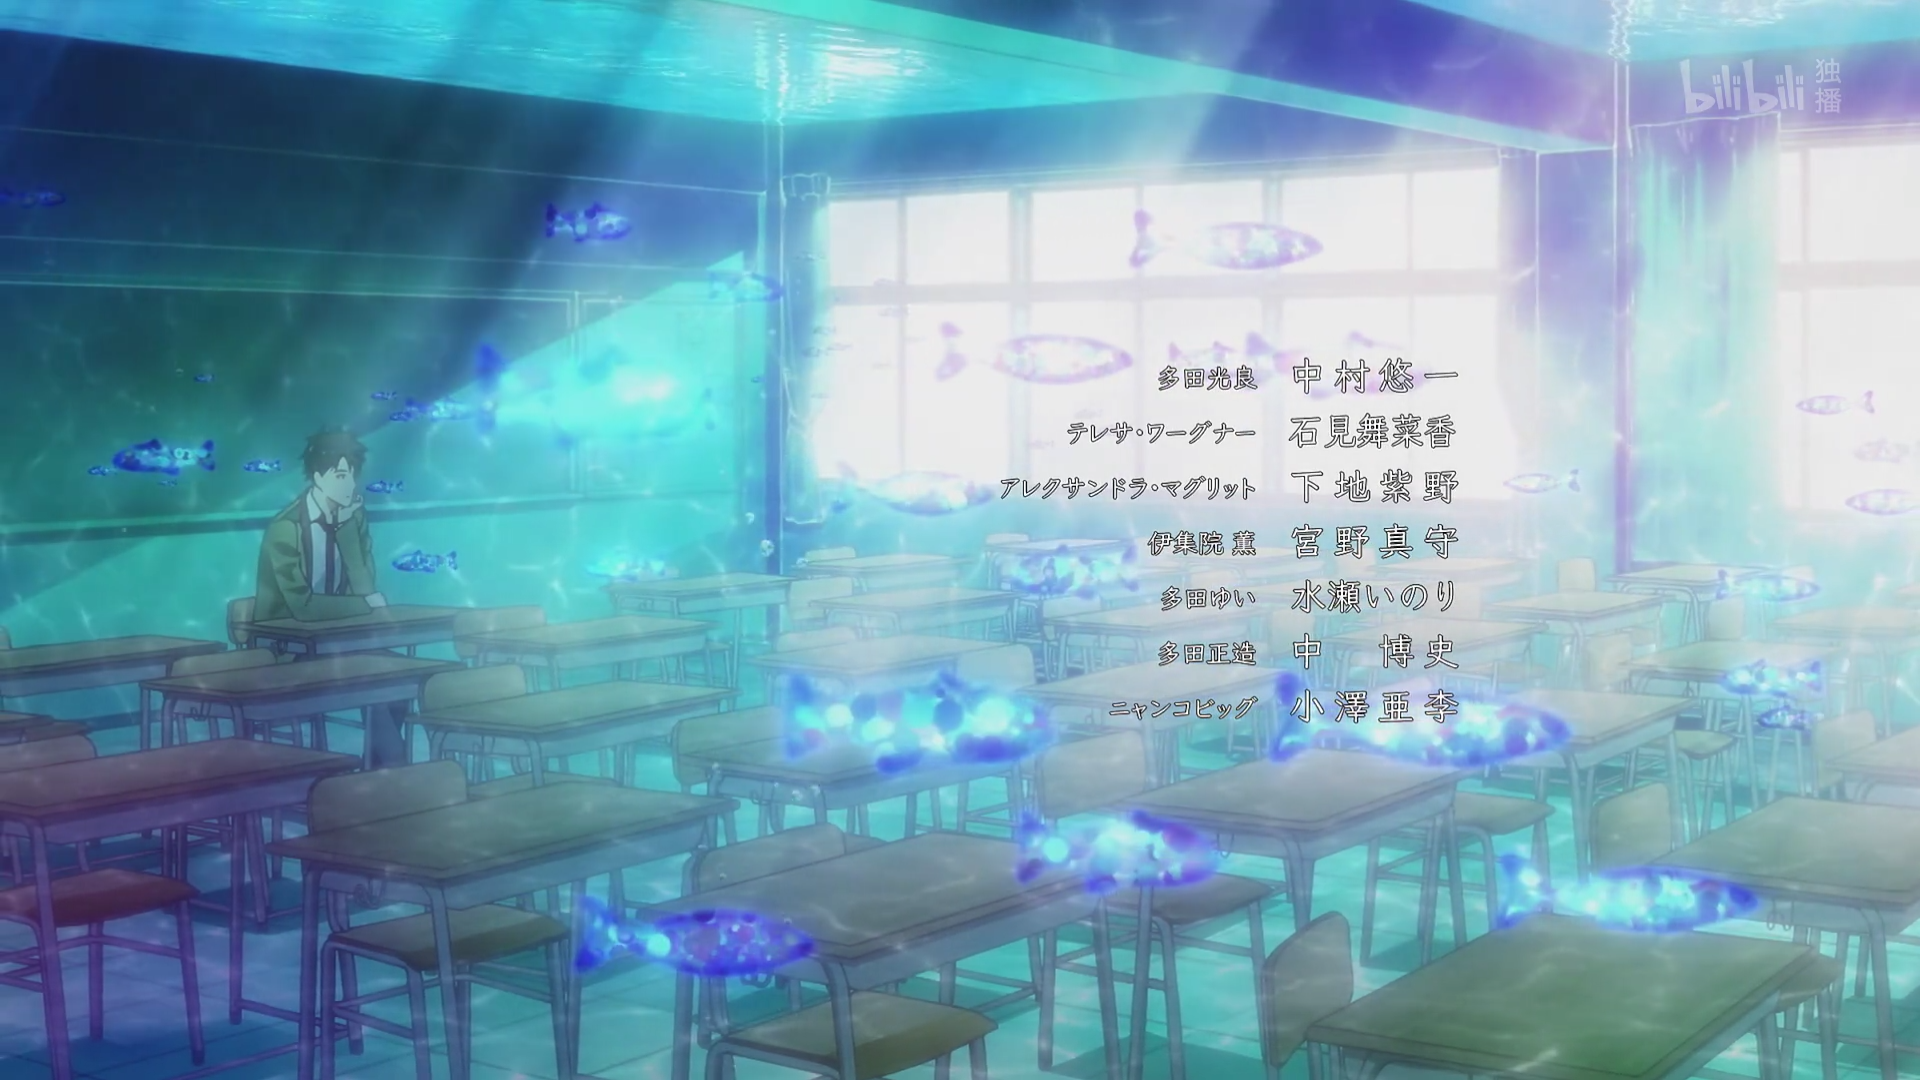 bilibili 独播
多田光良 中村悠一
テレサ・ワーグナー 石見舞菜香
アレクサンドラ・マグリット 下地紫野
伊集院 薫 宮野真守
多田ゆい 水瀬いのり
多田正造 中 博史
ニャンコビッグ 小澤亜李